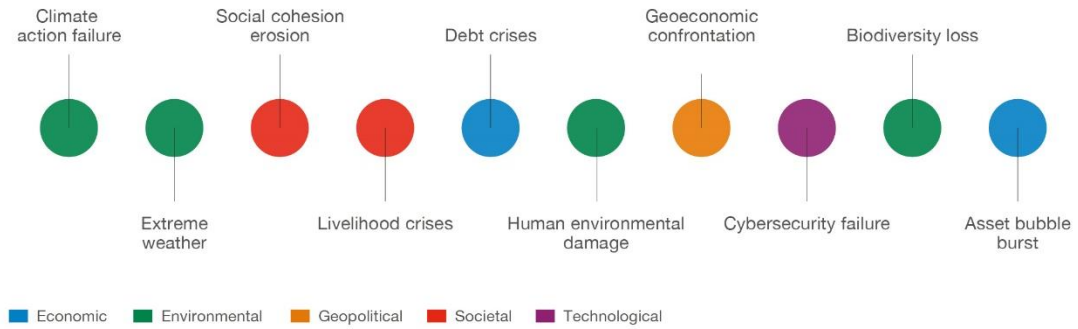 Climate
action failure
Social cohesion
erosion
Debt crises
Geoeconomic
confrontation
Biodiversity loss
Extreme
weather
Livelihood crises
Human environmental
damage
Cybersecurity failure
Asset bubble
burst
Economic
Environmental
Geopolitical
Societal
Technological